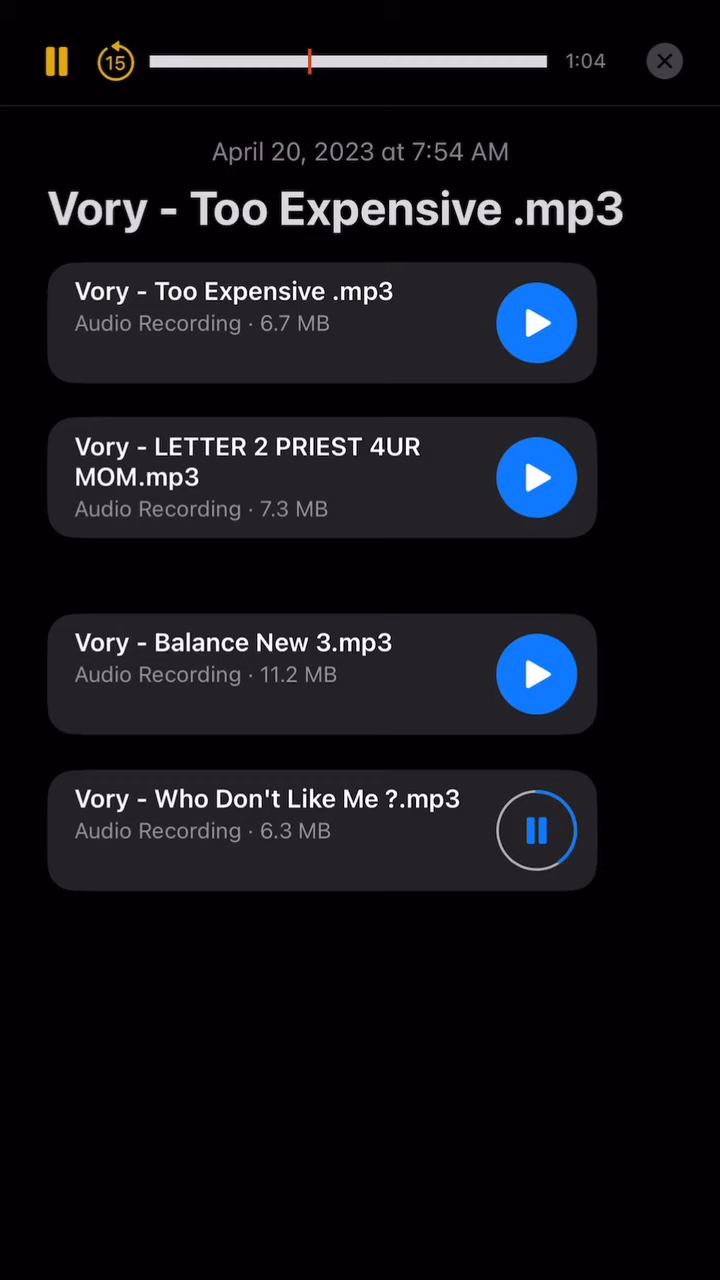 15
1:04
April 20, 2023 at 7:54 AM
Vory - Too Expensive .mp3
Vory - Too Expensive .mp3
Audio Recording · 6.7 MB
Vory - LETTER 2 PRIEST 4UR
MOM.mp3
Audio Recording · 7.3 MB
Vory - Balance New 3.mp3
Audio Recording · 11.2 MB
Vory - Who Don't Like Me ?.mp3
Audio Recording · 6.3 MB